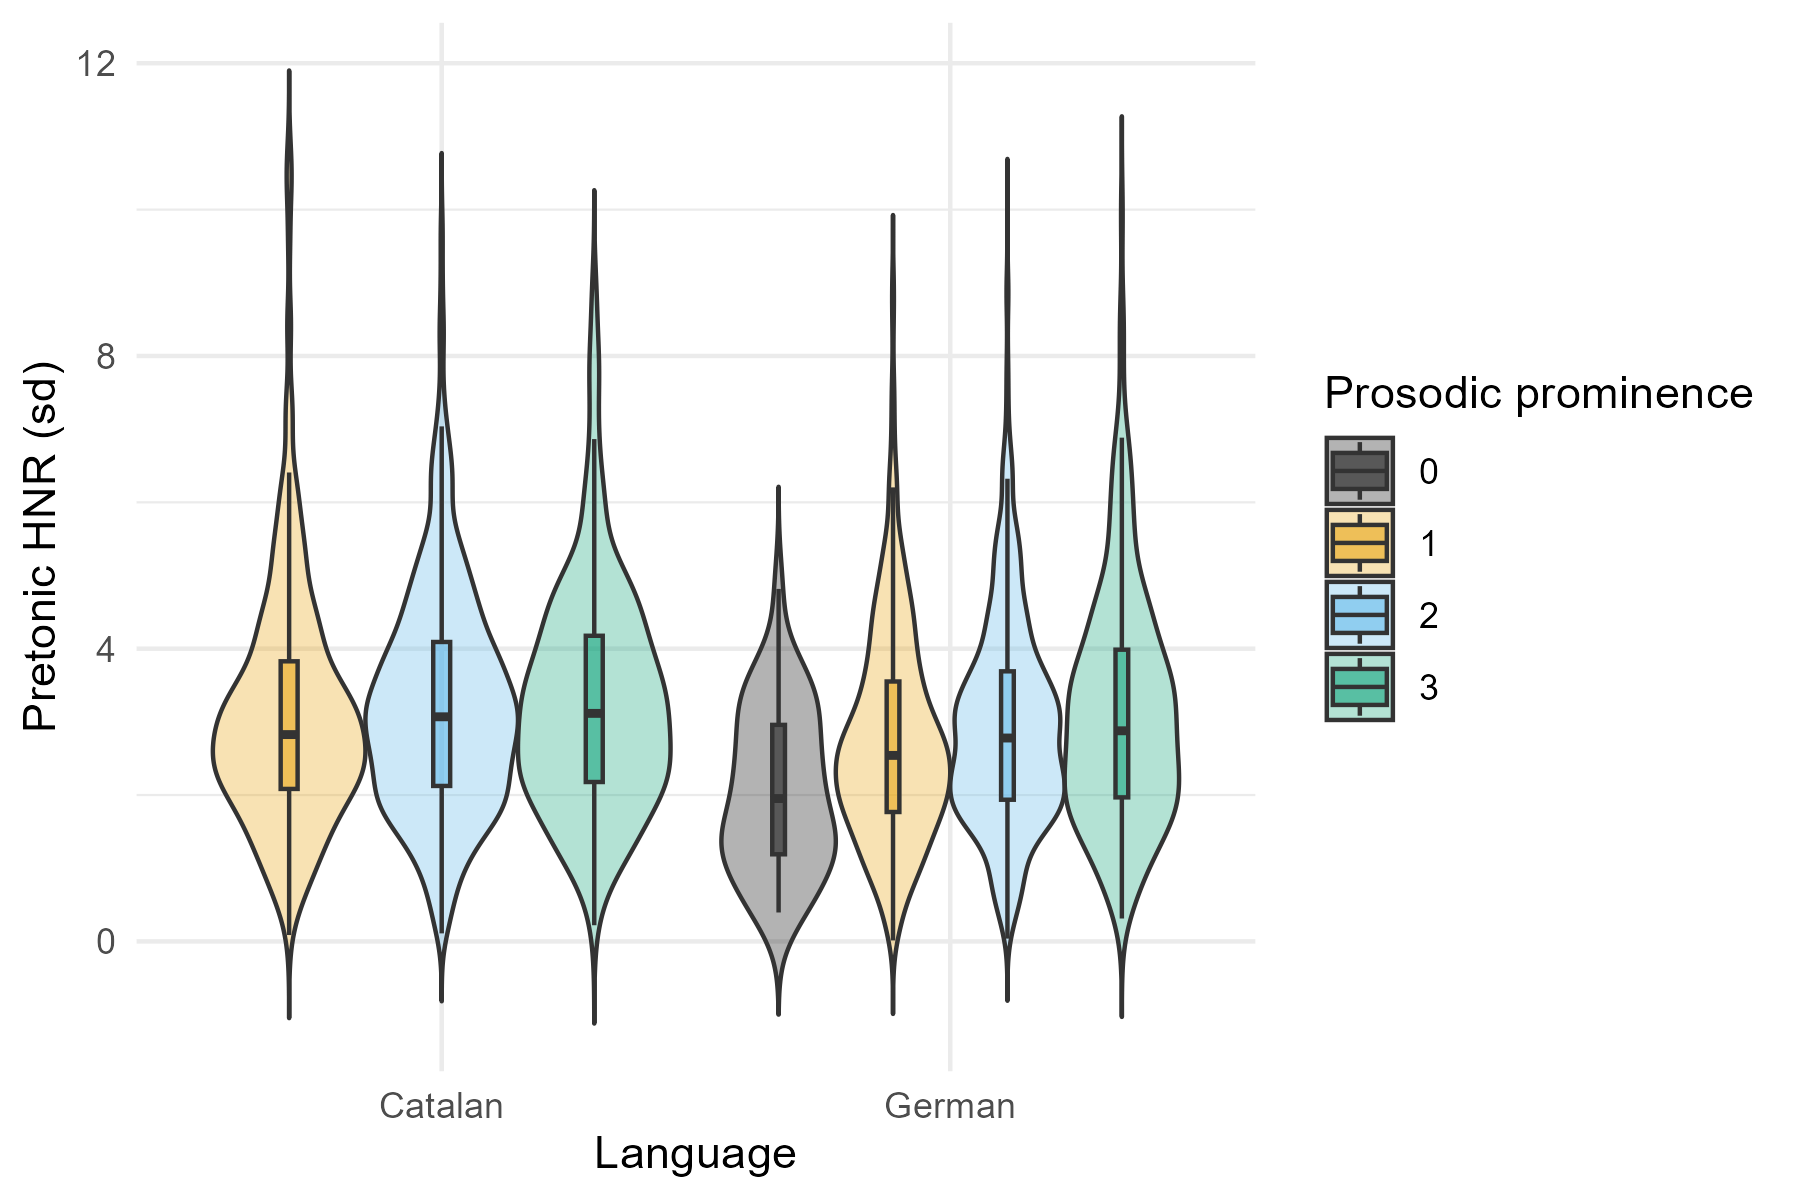 12
8
4
0
Pretonic HNR (sd)
Catalan
German
Language
Prosodic prominence
0
1
2
3